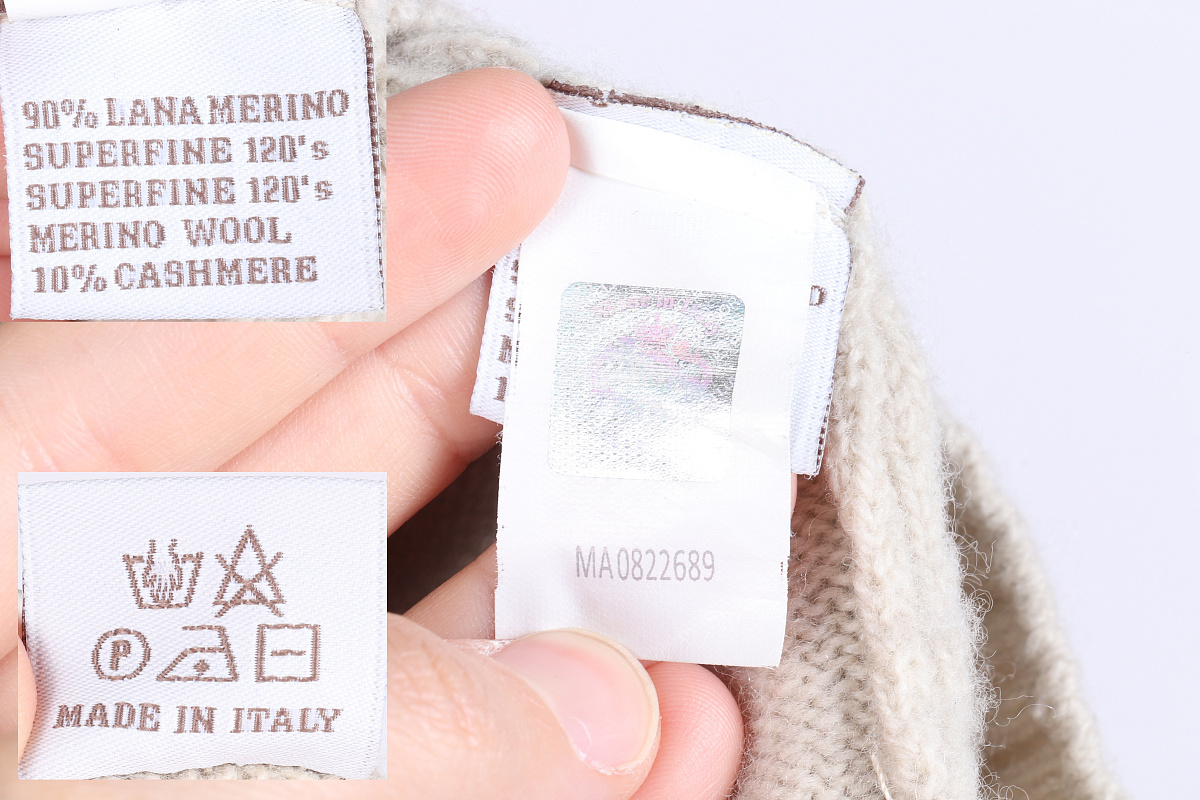 90% LANA MERINO
SUPERFINE 120's
SUPERFINE 120's
MERINO WOOL
10% CASHMERE
MA0822689
P
MADE IN ITALY